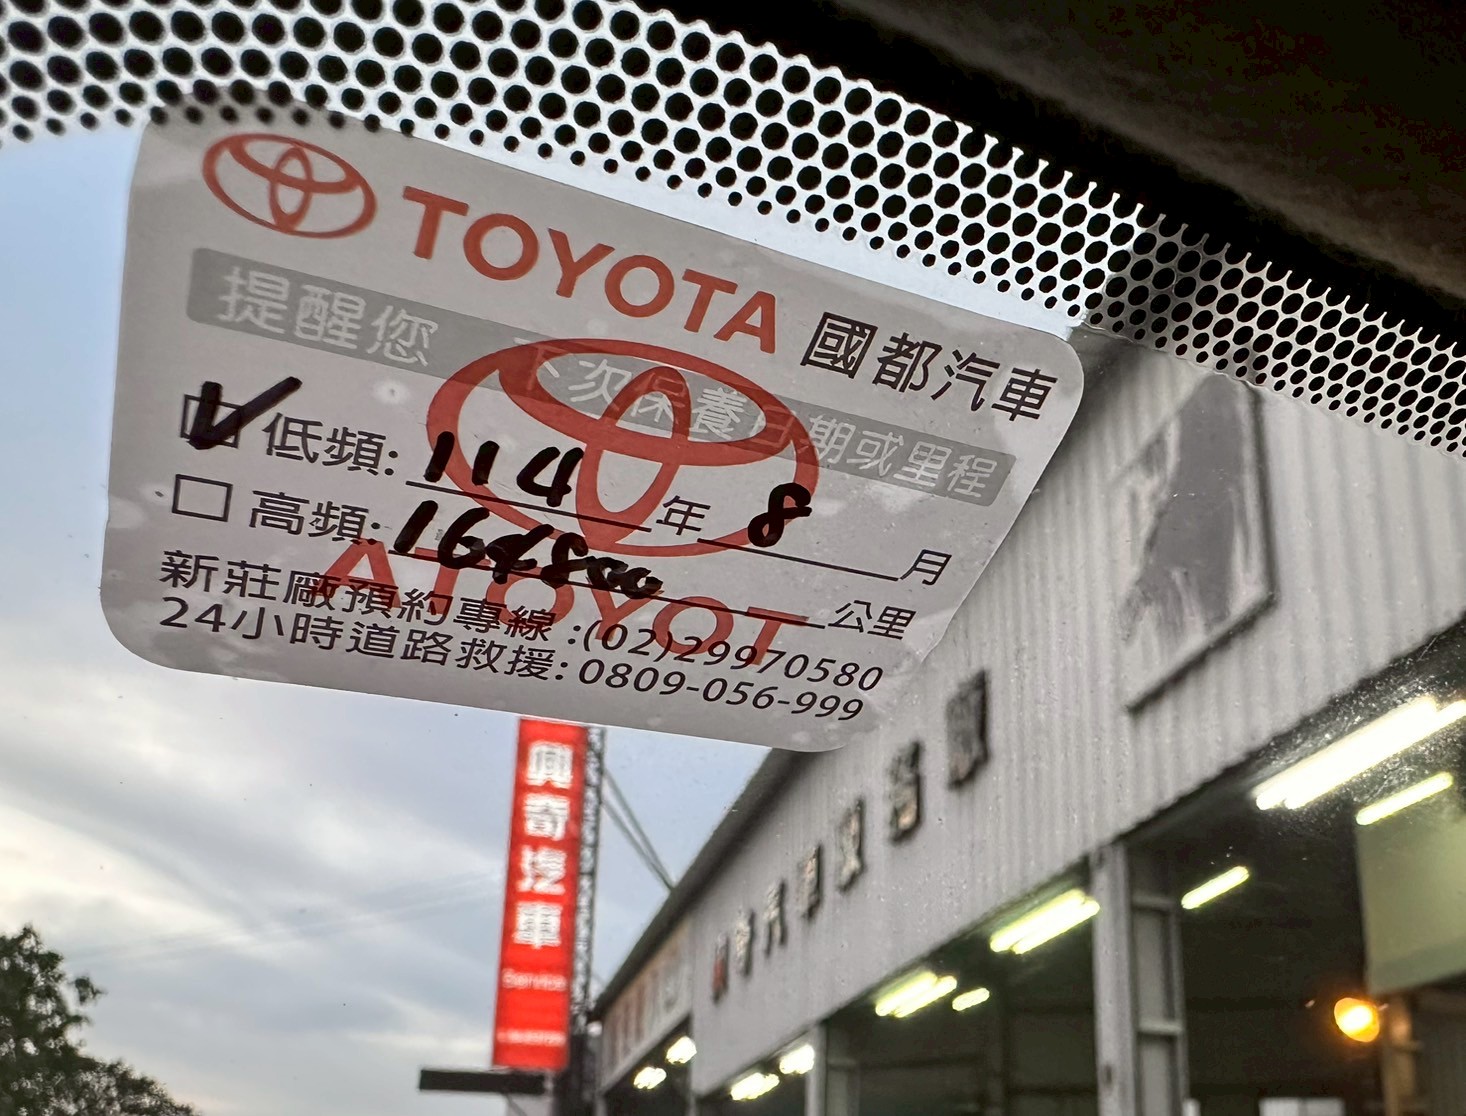 TOYOTA 國都汽車
提醒您 下次保養日期或里程
低頻: 114 年 8 月
高頻: 164800 公里
新莊廠預約專線:(02)29970580
24小時道路救援:0809-056-999
TOYOTA
興奇汽車
Service